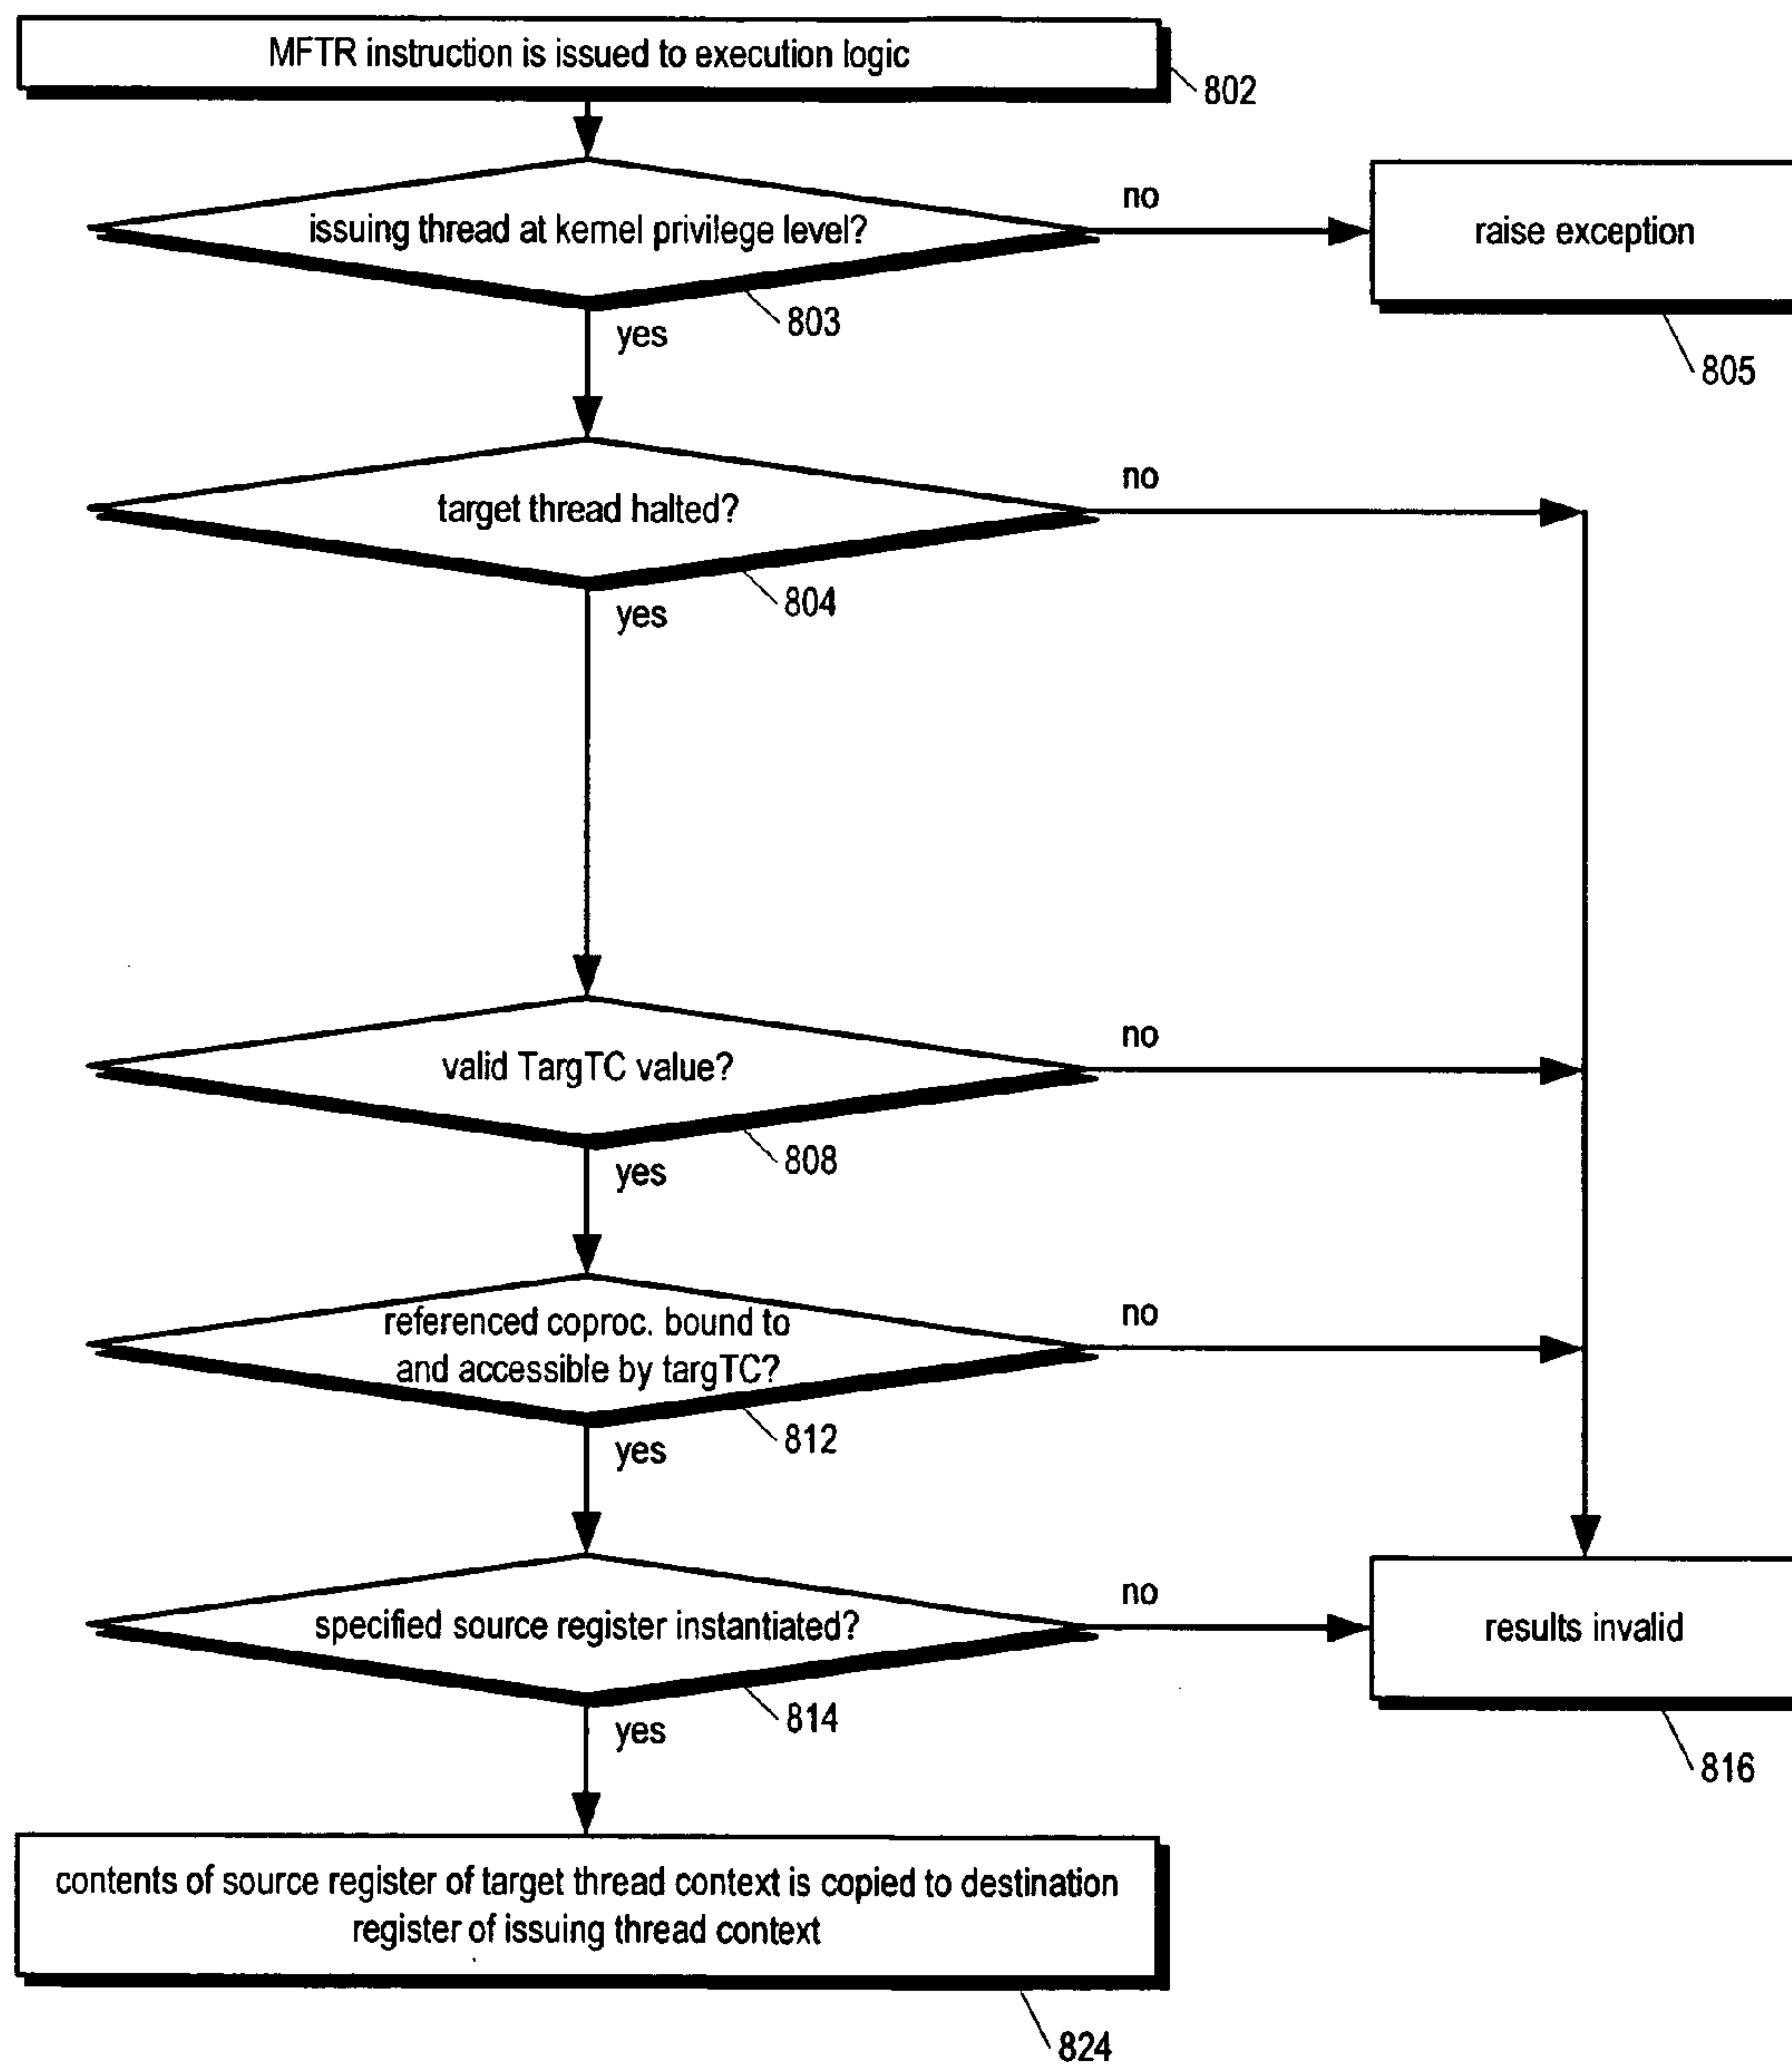 MFTR instruction is issued to execution logic
802
issuing thread at kernel privilege level?
no
raise exception
803
yes
805
target thread halted?
no
804
yes
valid TargTC value?
no
808
yes
referenced coproc. bound to
and accessible by targTC?
no
812
yes
specified source register instantiated?
no
results invalid
814
yes
816
contents of source register of target thread context is copied to destination
register of issuing thread context
824